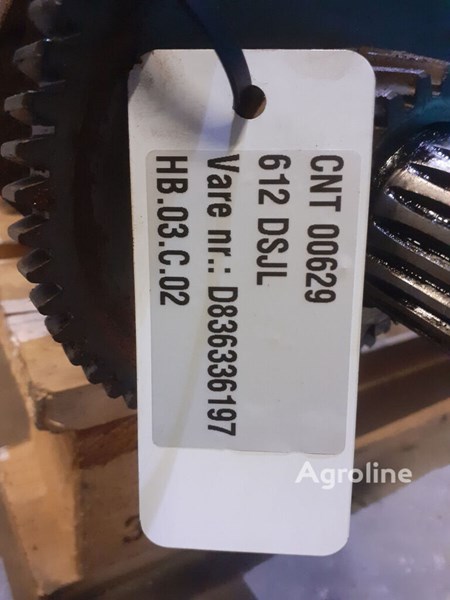 CNT 00629
612 DSJL
Vare nr.: D836336197
HB.03.C.02
Agroline